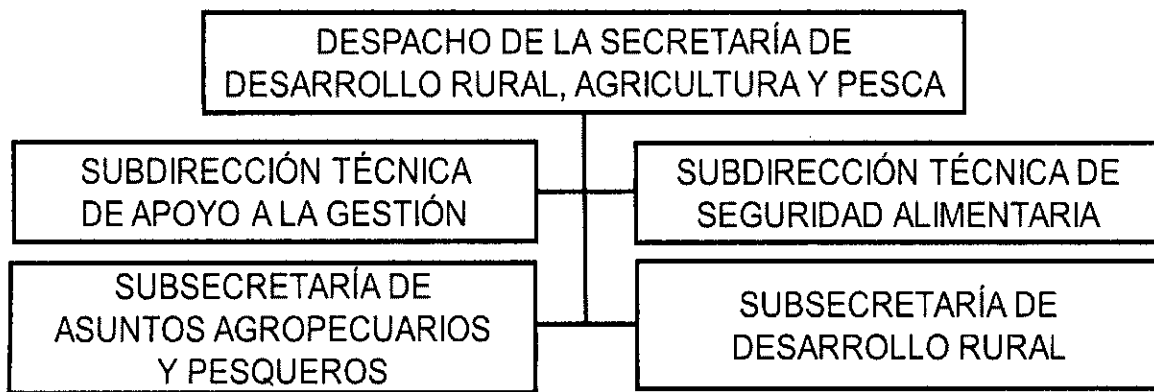 DESPACHO DE LA SECRETARÍA DE
DESARROLLO RURAL, AGRICULTURA Y PESCA
SUBDIRECCIÓN TÉCNICA
DE APOYO A LA GESTIÓN
SUBDIRECCIÓN TÉCNICA DE
SEGURIDAD ALIMENTARIA
SUBSECRETARÍA DE
ASUNTOS AGROPECUARIOS
Y PESQUEROS
SUBSECRETARÍA DE
DESARROLLO RURAL